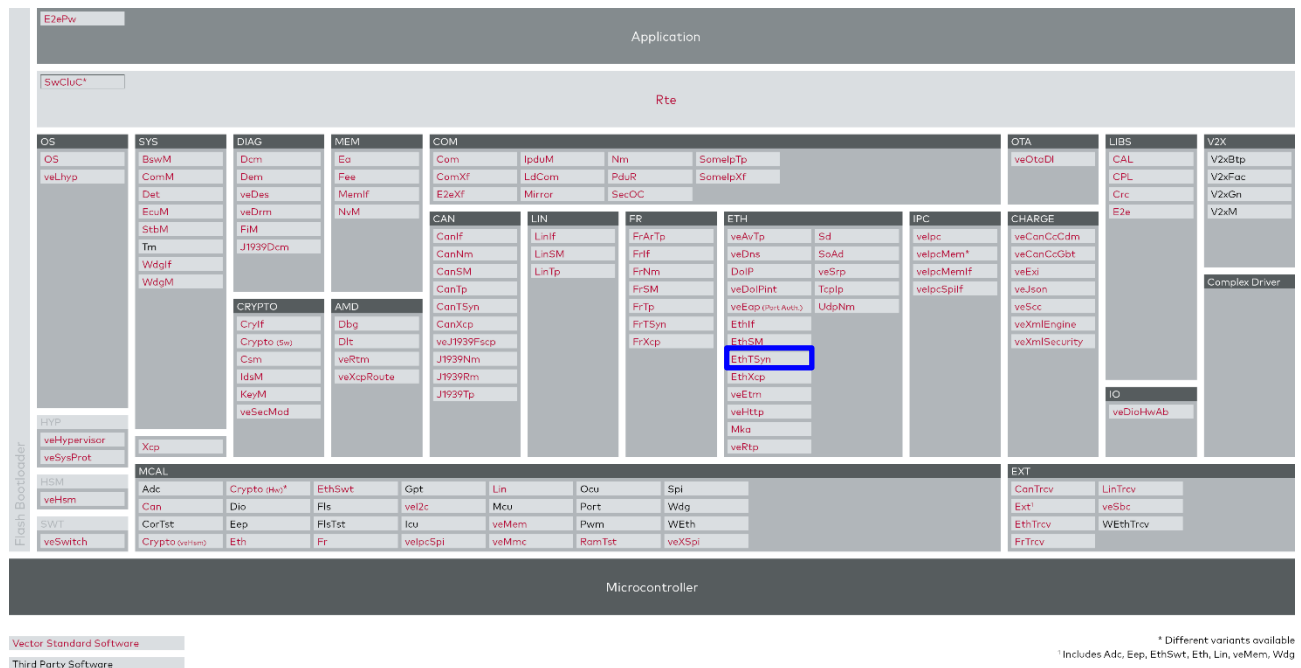 E2ePw
Application
SwCluC*
Rte
OS
OS
veLhyp
SYS
BswM
ComM
Det
EcuM
StbM
Tm
WdgIf
WdgM
DIAG
Dcm
Dem
veDes
veDrm
FiM
J1939Dcm
MEM
Ea
Fee
MemIf
NvM
COM
Com IpduM Nm SomeIpTp
ComXf LdCom PduR SomeIpXf
E2eXf Mirror SecOC
OTA
veOtaDl
LIBS
CAL
CPL
Crc
E2e
V2X
V2xBtp
V2xFac
V2xGn
V2xM
CAN
CanIf
CanNm
CanSM
CanTp
CanTSyn
CanXcp
veJ1939Fscp
J1939Nm
J1939Rm
J1939Tp
LIN
LinIf
LinSM
LinTp
FR
FrArTp
FrIf
FrNm
FrSM
FrTp
FrTSyn
FrXcp
ETH
veAvTp Sd
veDns SoAd
DoIP veSrp
veDoIPint TcpIp
veEap (Port Auth.) UdpNm
EthIf
EthSM
EthTSyn
EthXcp
veEtm
veHttp
Mka
veRtp
IPC
veIpc
veIpcMem*
veIpcMemIf
veIpcSpiIf
CHARGE
veCanCcCdm
veCanCcGbt
veExi
veJson
veScc
veXmlEngine
veXmlSecurity
Complex Driver
CRYPTO
CryIf
Crypto (Sw)
Csm
IdsM
KeyM
veSecMod
AMD
Dbg
Dlt
veRtm
veXcpRoute
IO
veDioHwAb
HYP
veHypervisor
veSysProt
Xcp
HSM
veHsm
SWT
veSwitch
Flash Bootloader
MCAL
Adc Crypto (Hw)* EthSwt Gpt Lin Ocu Spi
Can Dio Fls veI2c Mcu Port Wdg
CorTst Eep FlsTst Icu veMem Pwm WEth
Crypto (veHsm) Eth Fr veIpcSpi veMmc RamTst veXSpi
EXT
CanTrcv LinTrcv
Ext¹ veSbc
EthTrcv WEthTrcv
FrTrcv
Microcontroller
Vector Standard Software
Third Party Software
* Different variants available
¹ Includes Adc, Eep, EthSwt, Eth, Lin, veMem, Wdg